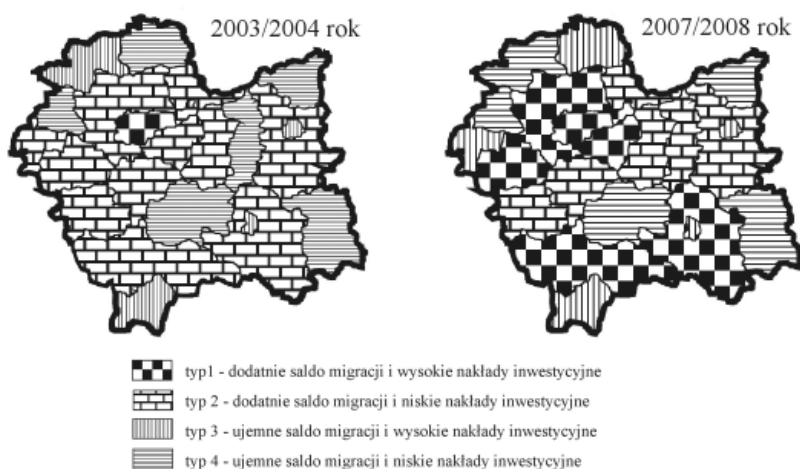 2003/2004 rok
2007/2008 rok
typ1 - dodatnie saldo migracji i wysokie nakłady inwestycyjne
typ 2 - dodatnie saldo migracji i niskie nakłady inwestycyjne
typ 3 - ujemne saldo migracji i wysokie nakłady inwestycyjne
typ 4 - ujemne saldo migracji i niskie nakłady inwestycyjne